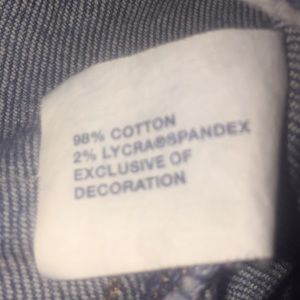 98% COTTON
2% LYCRA®SPANDEX
EXCLUSIVE OF
DECORATION